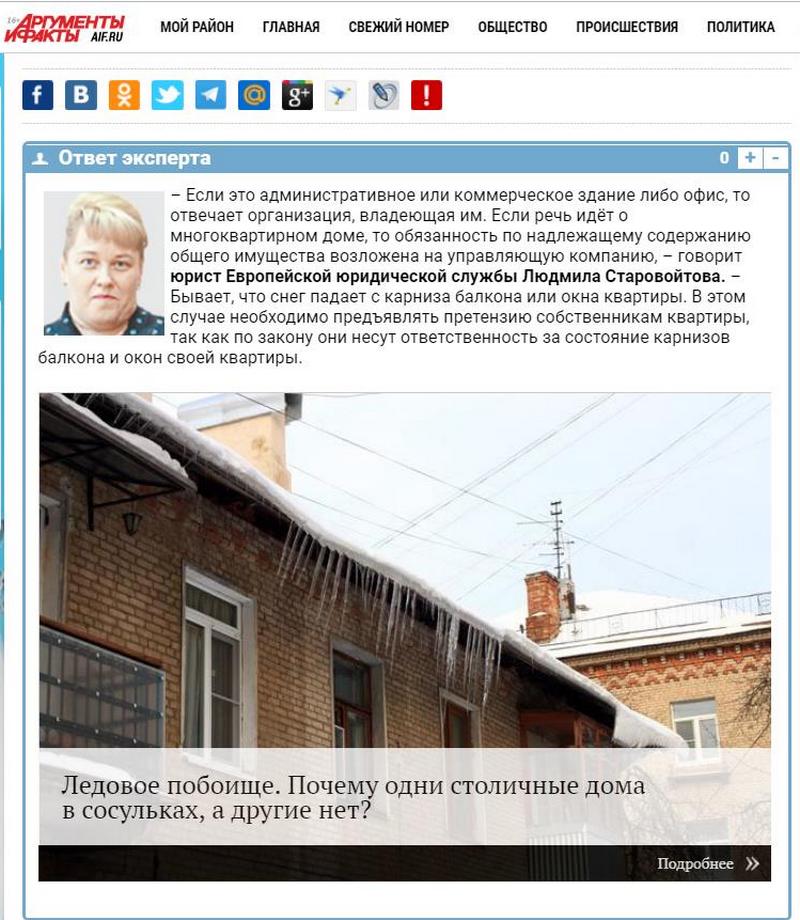 16+ АРГУМЕНТЫ
И ФАКТЫ AIF.RU
МОЙ РАЙОН ГЛАВНАЯ СВЕЖИЙ НОМЕР ОБЩЕСТВО ПРОИСШЕСТВИЯ ПОЛИТИКА
f B @ g+ !
Ответ эксперта 0 + -
– Если это административное или коммерческое здание либо офис, то
отвечает организация, владеющая им. Если речь идёт о
многоквартирном доме, то обязанность по надлежащему содержанию
общего имущества возложена на управляющую компанию, – говорит
юрист Европейской юридической службы Людмила Старовойтова. –
Бывает, что снег падает с карниза балкона или окна квартиры. В этом
случае необходимо предъявлять претензию собственникам квартиры,
так как по закону они несут ответственность за состояние карнизов
балкона и окон своей квартиры.
Ледовое побоище. Почему одни столичные дома
в сосульках, а другие нет?
Подробнее »